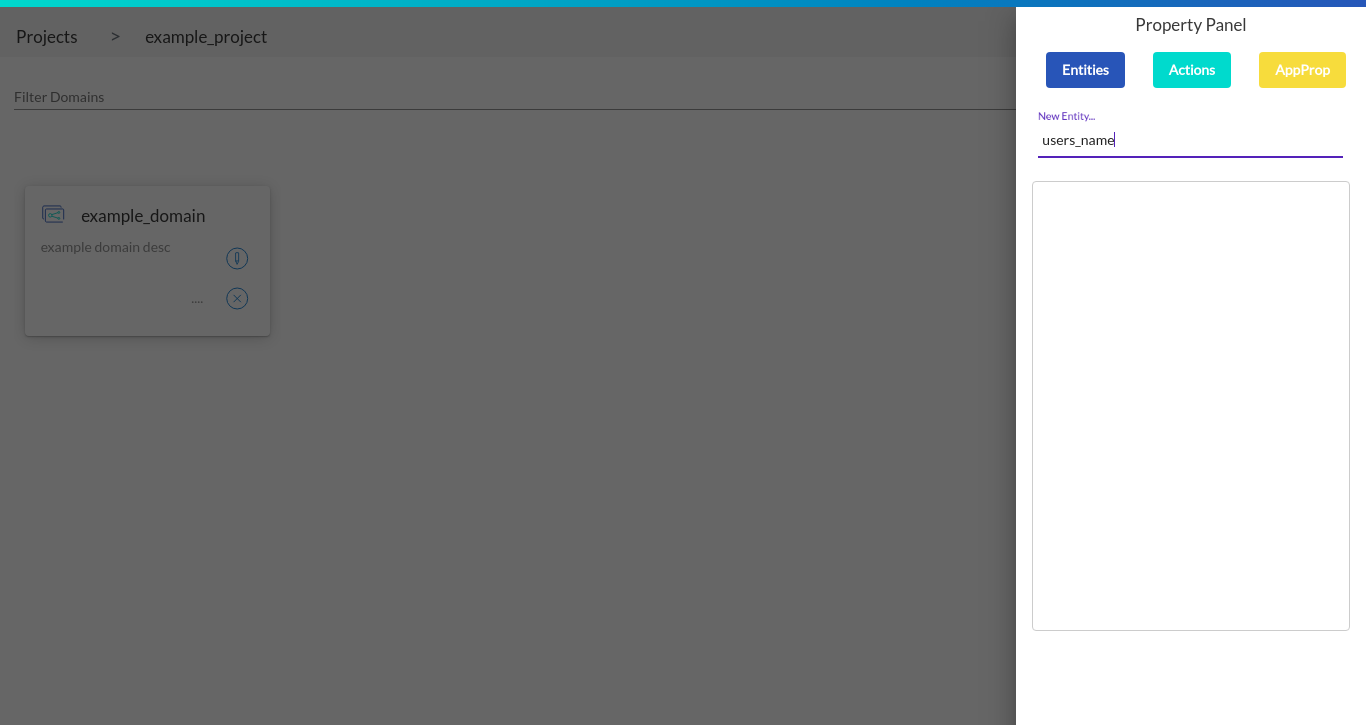 Projects > example_project
Filter Domains
example_domain
example domain desc
....
Property Panel
Entities Actions AppProp
New Entity...
users_name